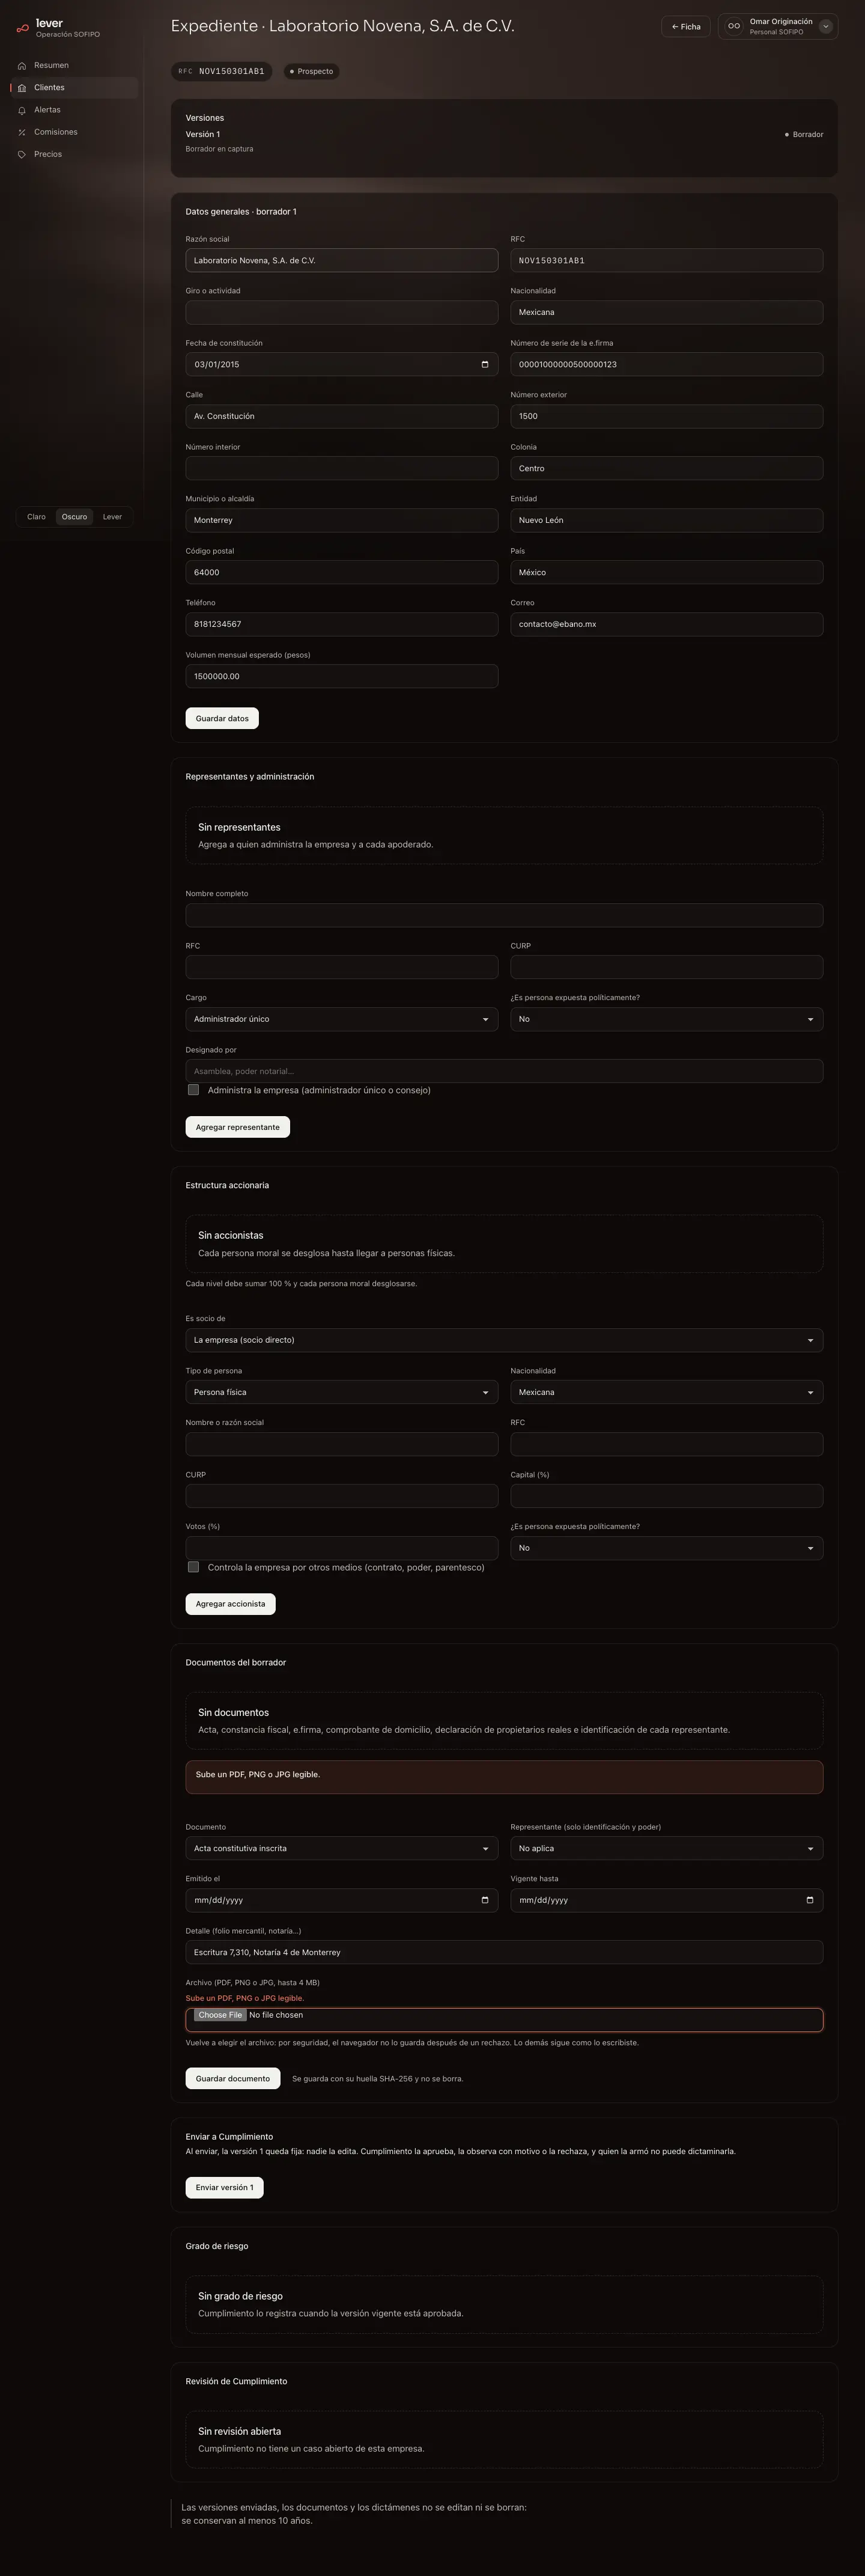 lever
Operación SOFIPO
Resumen
Clientes
Alertas
Comisiones
Precios
Claro
Oscuro
Lever
Expediente · Laboratorio Novena, S.A. de C.V.
← Ficha
OO
Omar Originación
Personal SOFIPO
RFC NOV150301AB1
Prospecto
Versiones
Versión 1
Borrador
Borrador en captura
Datos generales · borrador 1
Razón social
RFC
Laboratorio Novena, S.A. de C.V.
NOV150301AB1
Giro o actividad
Nacionalidad
Mexicana
Fecha de constitución
Número de serie de la e.firma
03/01/2015
00001000000500000123
Calle
Número exterior
Av. Constitución
1500
Número interior
Colonia
Centro
Municipio o alcaldía
Entidad
Monterrey
Nuevo León
Código postal
País
64000
México
Teléfono
Correo
8181234567
contacto@ebano.mx
Volumen mensual esperado (pesos)
1500000.00
Guardar datos
Representantes y administración
Sin representantes
Agrega a quien administra la empresa y a cada apoderado.
Nombre completo
RFC
CURP
Cargo
¿Es persona expuesta políticamente?
Administrador único
No
Designado por
Asamblea, poder notarial...
Administra la empresa (administrador único o consejo)
Agregar representante
Estructura accionaria
Sin accionistas
Cada persona moral se desglosa hasta llegar a personas físicas.
Cada nivel debe sumar 100 % y cada persona moral desglosarse.
Es socio de
La empresa (socio directo)
Tipo de persona
Nacionalidad
Persona física
Mexicana
Nombre o razón social
RFC
CURP
Capital (%)
Votos (%)
¿Es persona expuesta políticamente?
No
Controla la empresa por otros medios (contrato, poder, parentesco)
Agregar accionista
Documentos del borrador
Sin documentos
Acta, constancia fiscal, e.firma, comprobante de domicilio, declaración de propietarios reales e identificación de cada representante.
Sube un PDF, PNG o JPG legible.
Documento
Representante (solo identificación y poder)
Acta constitutiva inscrita
No aplica
Emitido el
Vigente hasta
mm/dd/yyyy
mm/dd/yyyy
Detalle (folio mercantil, notaría...)
Escritura 7,310, Notaría 4 de Monterrey
Archivo (PDF, PNG o JPG, hasta 4 MB)
Sube un PDF, PNG o JPG legible.
Choose File No file chosen
Vuelve a elegir el archivo: por seguridad, el navegador no lo guarda después de un rechazo. Lo demás sigue como lo escribiste.
Guardar documento
Se guarda con su huella SHA-256 y no se borra.
Enviar a Cumplimiento
Al enviar, la versión 1 queda fija: nadie la edita. Cumplimiento la aprueba, la observa con motivo o la rechaza, y quien la armó no puede dictaminarla.
Enviar versión 1
Grado de riesgo
Sin grado de riesgo
Cumplimiento lo registra cuando la versión vigente está aprobada.
Revisión de Cumplimiento
Sin revisión abierta
Cumplimiento no tiene un caso abierto de esta empresa.
Las versiones enviadas, los documentos y los dictámenes no se editan ni se borran:
se conservan al menos 10 años.